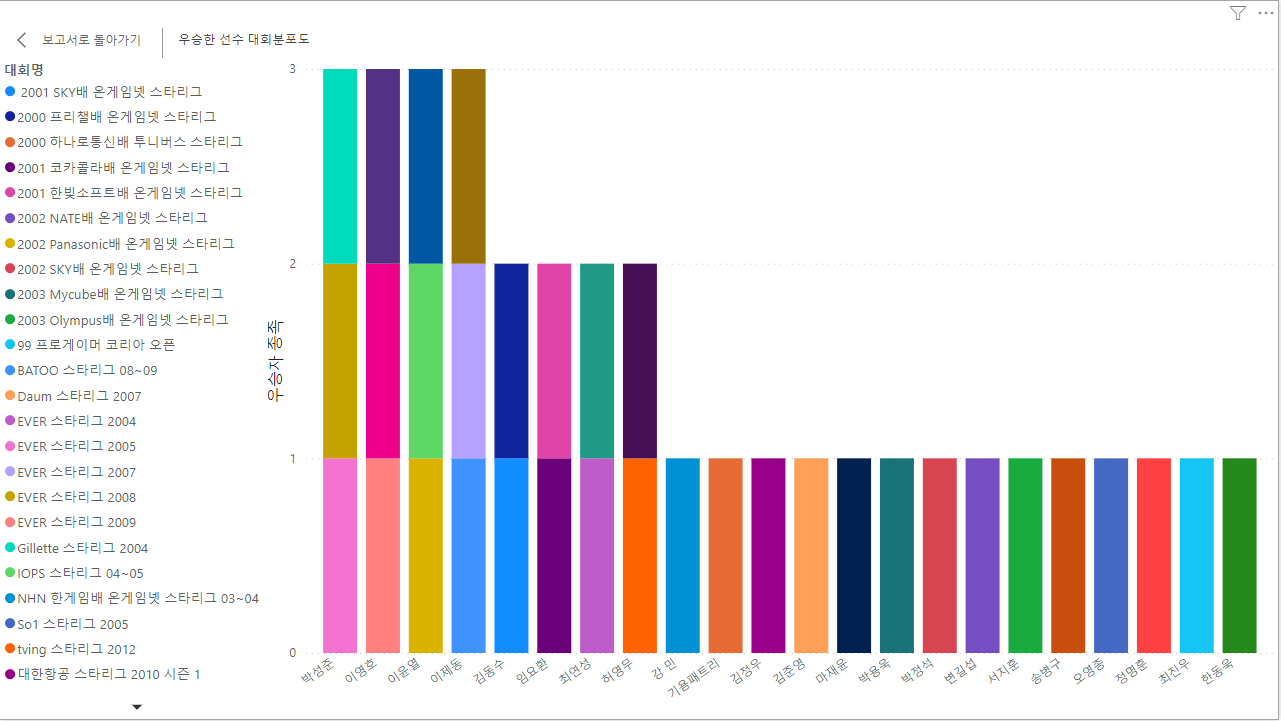 보고서로 돌아가기
우승한 선수 대회분포도
대회명
2001 SKY배 온게임넷 스타리그
2000 프리챌배 온게임넷 스타리그
2000 하나로통신배 투니버스 스타리그
2001 코카콜라배 온게임넷 스타리그
2001 한빛소프트배 온게임넷 스타리그
2002 NATE배 온게임넷 스타리그
2002 Panasonic배 온게임넷 스타리그
2002 SKY배 온게임넷 스타리그
2003 Mycube배 온게임넷 스타리그
2003 Olympus배 온게임넷 스타리그
99 프로게이머 코리아 오픈
BATOO 스타리그 08~09
Daum 스타리그 2007
EVER 스타리그 2004
EVER 스타리그 2005
EVER 스타리그 2007
EVER 스타리그 2008
EVER 스타리그 2009
Gillette 스타리그 2004
IOPS 스타리그 04~05
NHN 한게임배 온게임넷 스타리그 03~04
So1 스타리그 2005
tving 스타리그 2012
대한항공 스타리그 2010 시즌 1
우승자 종족
3
2
1
0
박성준
이영호
이윤열
이제동
김동수
임요환
최연성
허영무
강 민
기욤패트리
김정우
김준영
마재윤
박용욱
박정석
변길섭
서지훈
송병구
오영종
정명훈
최진우
한동욱